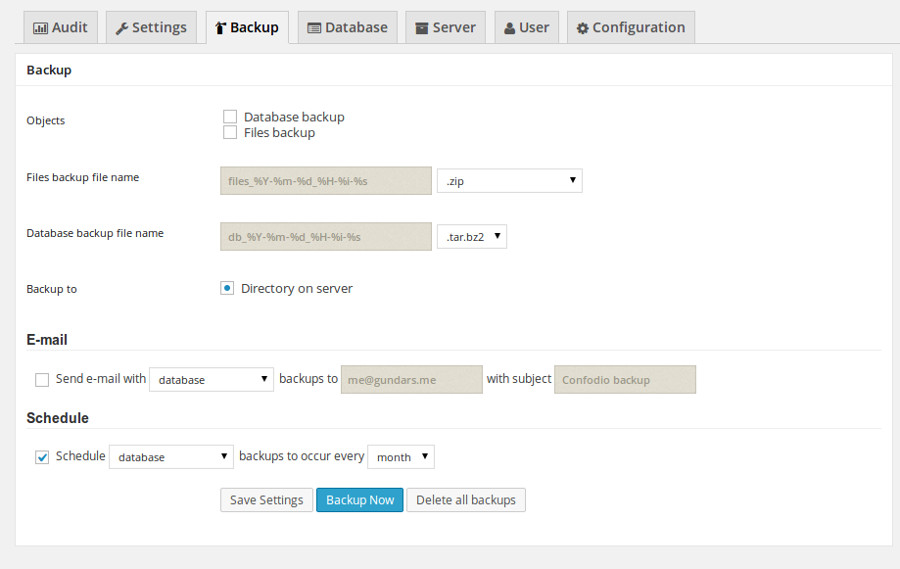 Audit Settings Backup Database Server User Configuration
Backup
Objects Database backup
Files backup
Files backup file name files_%Y-%m-%d_%H-%i-%s .zip
Database backup file name db_%Y-%m-%d_%H-%i-%s .tar.bz2
Backup to Directory on server
E-mail
Send e-mail with database backups to me@gundars.me with subject Confodio backup
Schedule
Schedule database backups to occur every month
Save Settings Backup Now Delete all backups